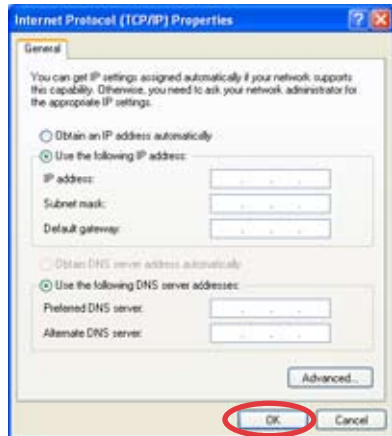 Internet Protocol (TCP/IP) Properties
General
You can get IP settings assigned automatically if your network supports
this capability. Otherwise, you need to ask your network administrator for
the appropriate IP settings.
Obtain an IP address automatically
Use the following IP address:
IP address:
Subnet mask:
Default gateway:
Obtain DNS server address automatically
Use the following DNS server addresses:
Preferred DNS server:
Alternate DNS server:
Advanced...
OK
Cancel